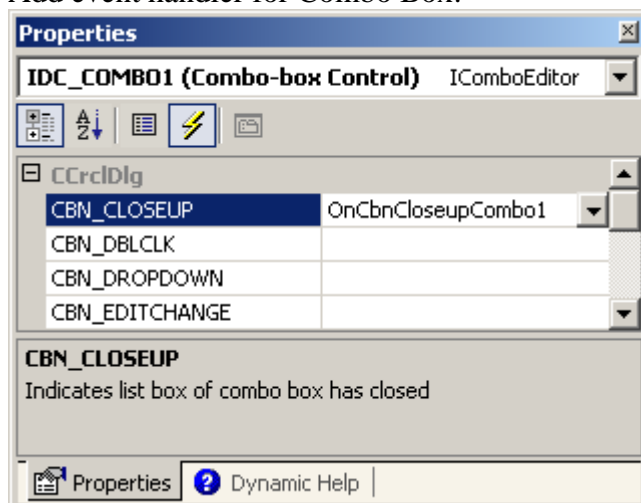 Add event handler for Combo Box:
Properties
IDC_COMBO1 (Combo-box Control) IComboEditor
CCrclDlg
CBN_CLOSEUP OnCbnCloseupCombo1
CBN_DBLCLK
CBN_DROPDOWN
CBN_EDITCHANGE
CBN_CLOSEUP
Indicates list box of combo box has closed
Properties Dynamic Help